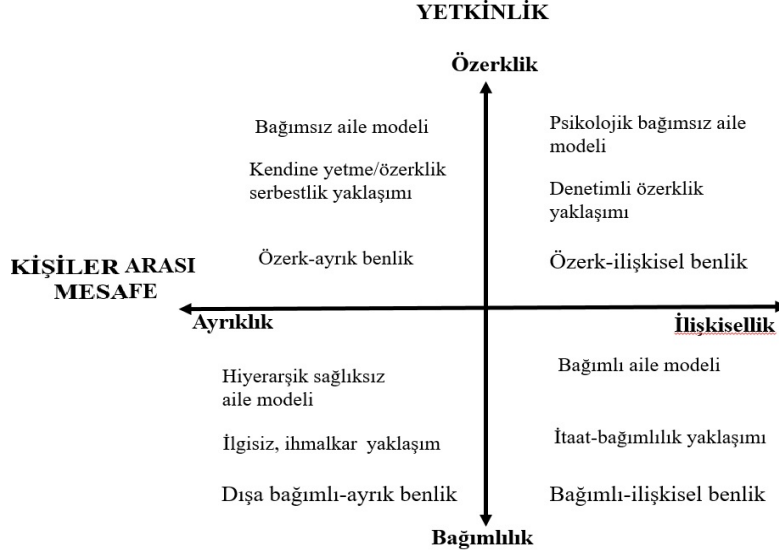 YETKİNLİK
Özerklik
Bağımsız aile modeli
Kendine yetme/özerklik
serbestlik yaklaşımı
Özerk-ayrık benlik
Psikolojik bağımsız aile
modeli
Denetimli özerklik
yaklaşımı
Özerk-ilişkisel benlik
KİŞİLER ARASI
MESAFE
Ayrıklık
İlişkisellik
Hiyerarşik sağlıksız
aile modeli
İlgisiz, ihmalkar yaklaşım
Dışa bağımlı-ayrık benlik
Bağımlı aile modeli
İtaat-bağımlılık yaklaşımı
Bağımlı-ilişkisel benlik
Bağımlılık